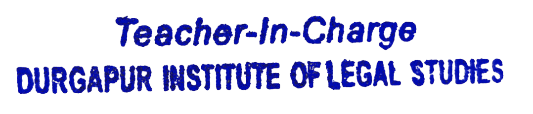 Teacher-In-Charge
DURGAPUR INSTITUTE OF LEGAL STUDIES